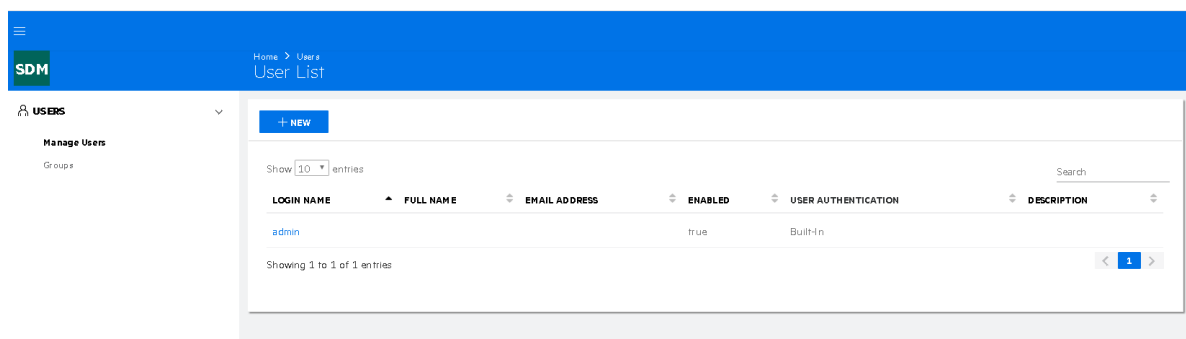 SDM
Home > Users
User List
USERS
Manage Users
Groups
+ NEW
Show 10 entries
Search
LOGIN NAME FULL NAME EMAIL ADDRESS ENABLED USER AUTHENTICATION DESCRIPTION
admin true Built-In
Showing 1 to 1 of 1 entries
< 1 >